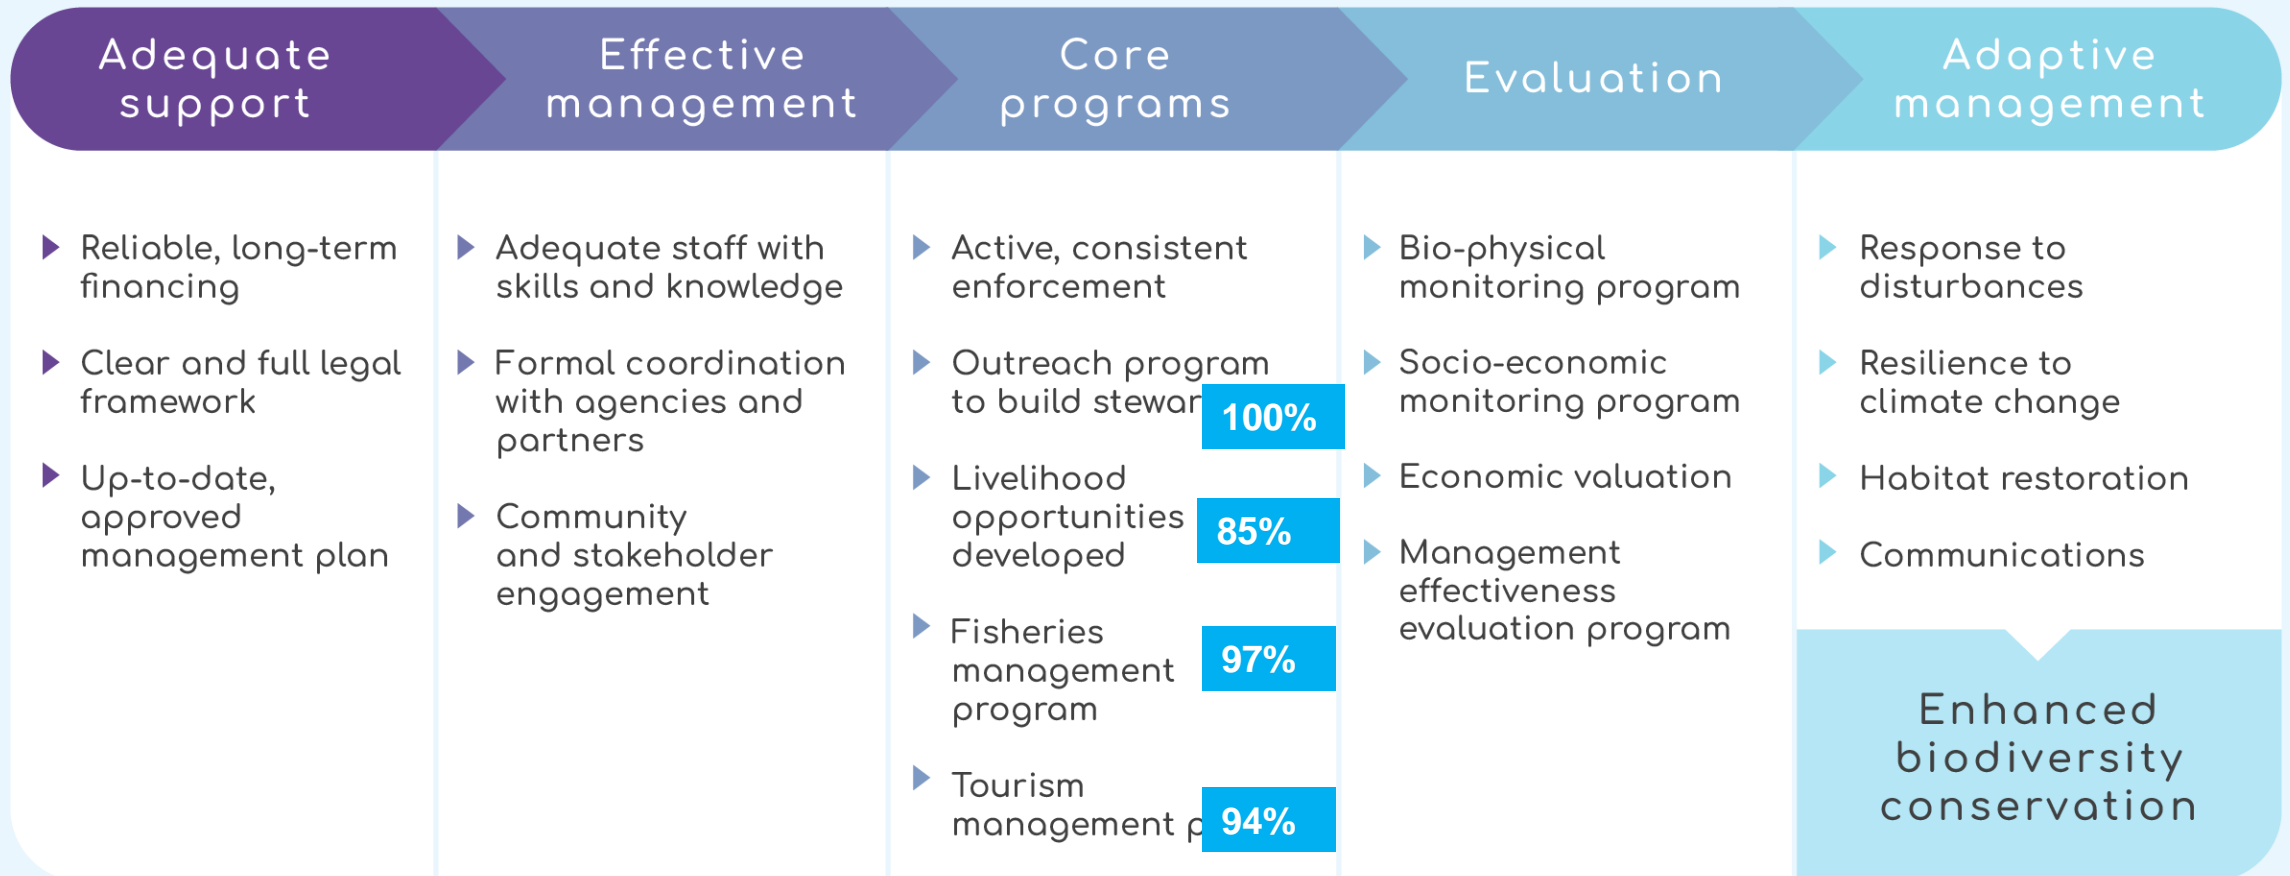 Adequate
support
Effective
management
Core
programs
Evaluation
Adaptive
management
Reliable, long-term
financing
Clear and full legal
framework
Up-to-date,
approved
management plan
Adequate staff with
skills and knowledge
Formal coordination
with agencies and
partners
Community
and stakeholder
engagement
Active, consistent
enforcement
Outreach program
to build
100%
Livelihood
opportunities
developed
85%
Fisheries
management
program
97%
Tourism
management
94%
Bio-physical
monitoring program
Socio-economic
monitoring program
Economic valuation
Management
effectiveness
evaluation program
Response to
disturbances
Resilience to
climate change
Habitat restoration
Communications
Enhanced
biodiversity
conservation